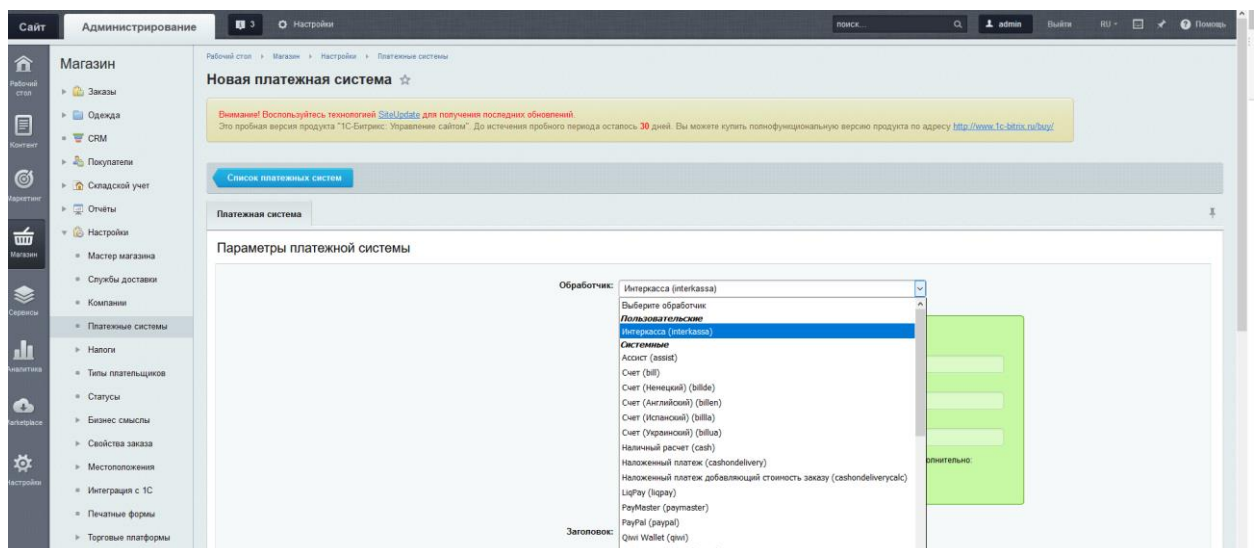 Сайт
Администрирование
3
Настройки
поиск...
admin
Выйти
RU
Помощь
Рабочий стол
Контент
Маркетинг
Магазин
Сервисы
Аналитика
Marketplace
Настройки
Магазин
Заказы
Одежда
CRM
Покупатели
Складской учет
Отчёты
Настройки
Мастер магазина
Службы доставки
Компании
Платежные системы
Налоги
Типы плательщиков
Статусы
Бизнес смыслы
Свойства заказа
Местоположения
Интеграция с 1С
Печатные формы
Торговые платформы
Рабочий стол Магазин Настройки Платежные системы
Новая платежная система
Внимание! Воспользуйтесь технологией SiteUpdate для получения последних обновлений.
Это пробная версия продукта "1С-Битрикс: Управление сайтом". До истечения пробного периода осталось 30 дней. Вы можете купить полнофункциональную версию продукта по адресу http://www.1c-bitrix.ru/buy/
Список платежных систем
Платежная система
Параметры платежной системы
Обработчик: Интеркасса (interkassa)
Выберите обработчик
Пользовательские
Интеркасса (interkassa)
Системные
Ассист (assist)
Счет (bill)
Счет (Немецкий) (billde)
Счет (Английский) (billen)
Счет (Испанский) (billla)
Счет (Украинский) (billua)
Наличный расчет (cash)
Наложенный платеж (cashondelivery)
Наложенный платеж добавляющий стоимость заказу (cashondeliverycalc)
LiqPay (liqpay)
PayMaster (paymaster)
PayPal (paypal)
Qiwi Wallet (qiwi)
Заголовок: